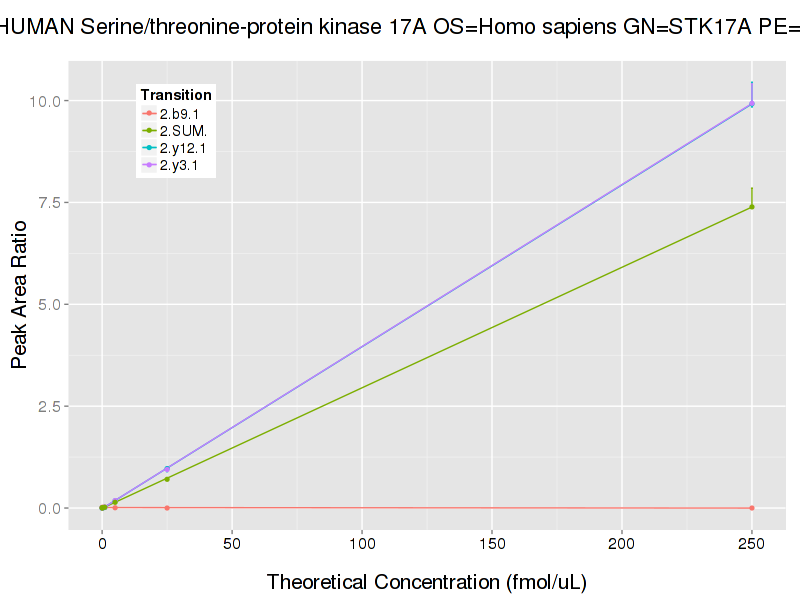 HUMAN Serine/threonine-protein kinase 17A OS=Homo sapiens GN=STK17A PE=
Transition
2.b9.1
2.SUM.
2.y12.1
2.y3.1
10.0
7.5
5.0
2.5
0.0
Peak Area Ratio
0 50 100 150 200 250
Theoretical Concentration (fmol/uL)